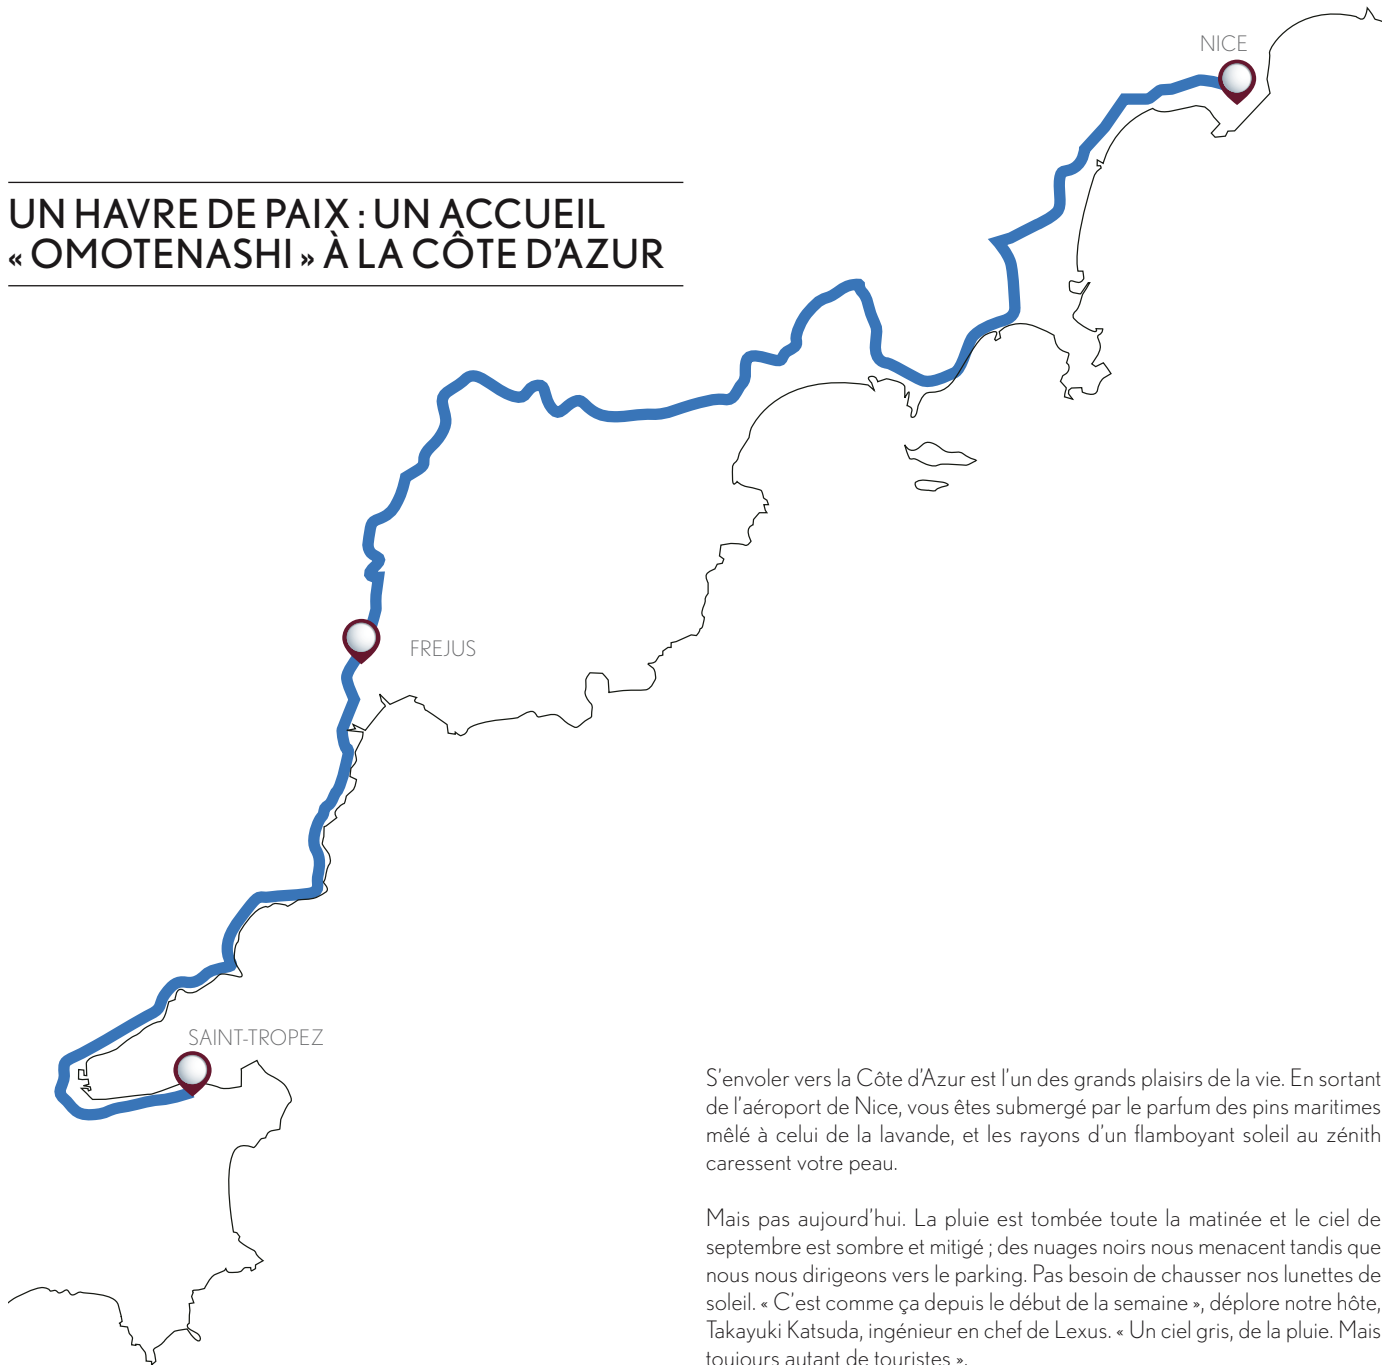 NICE
UN HAVRE DE PAIX : UN ACCUEIL
« OMOTENASHI » À LA CÔTE D'AZUR
FREJUS
SAINT-TROPEZ
S'envoler vers la Côte d'Azur est l'un des grands plaisirs de la vie. En sortant
de l'aéroport de Nice, vous êtes submergé par le parfum des pins maritimes
mêlé à celui de la lavande, et les rayons d'un flamboyant soleil au zénith
caressent votre peau.
Mais pas aujourd'hui. La pluie est tombée toute la matinée et le ciel de
septembre est sombre et mitigé ; des nuages noirs nous menacent tandis que
nous nous dirigeons vers le parking. Pas besoin de chausser nos lunettes de
soleil. « C'est comme ça depuis le début de la semaine », déplore notre hôte,
Takayuki Katsuda, ingénieur en chef de Lexus. « Un ciel gris, de la pluie. Mais
toujours autant de touristes ».